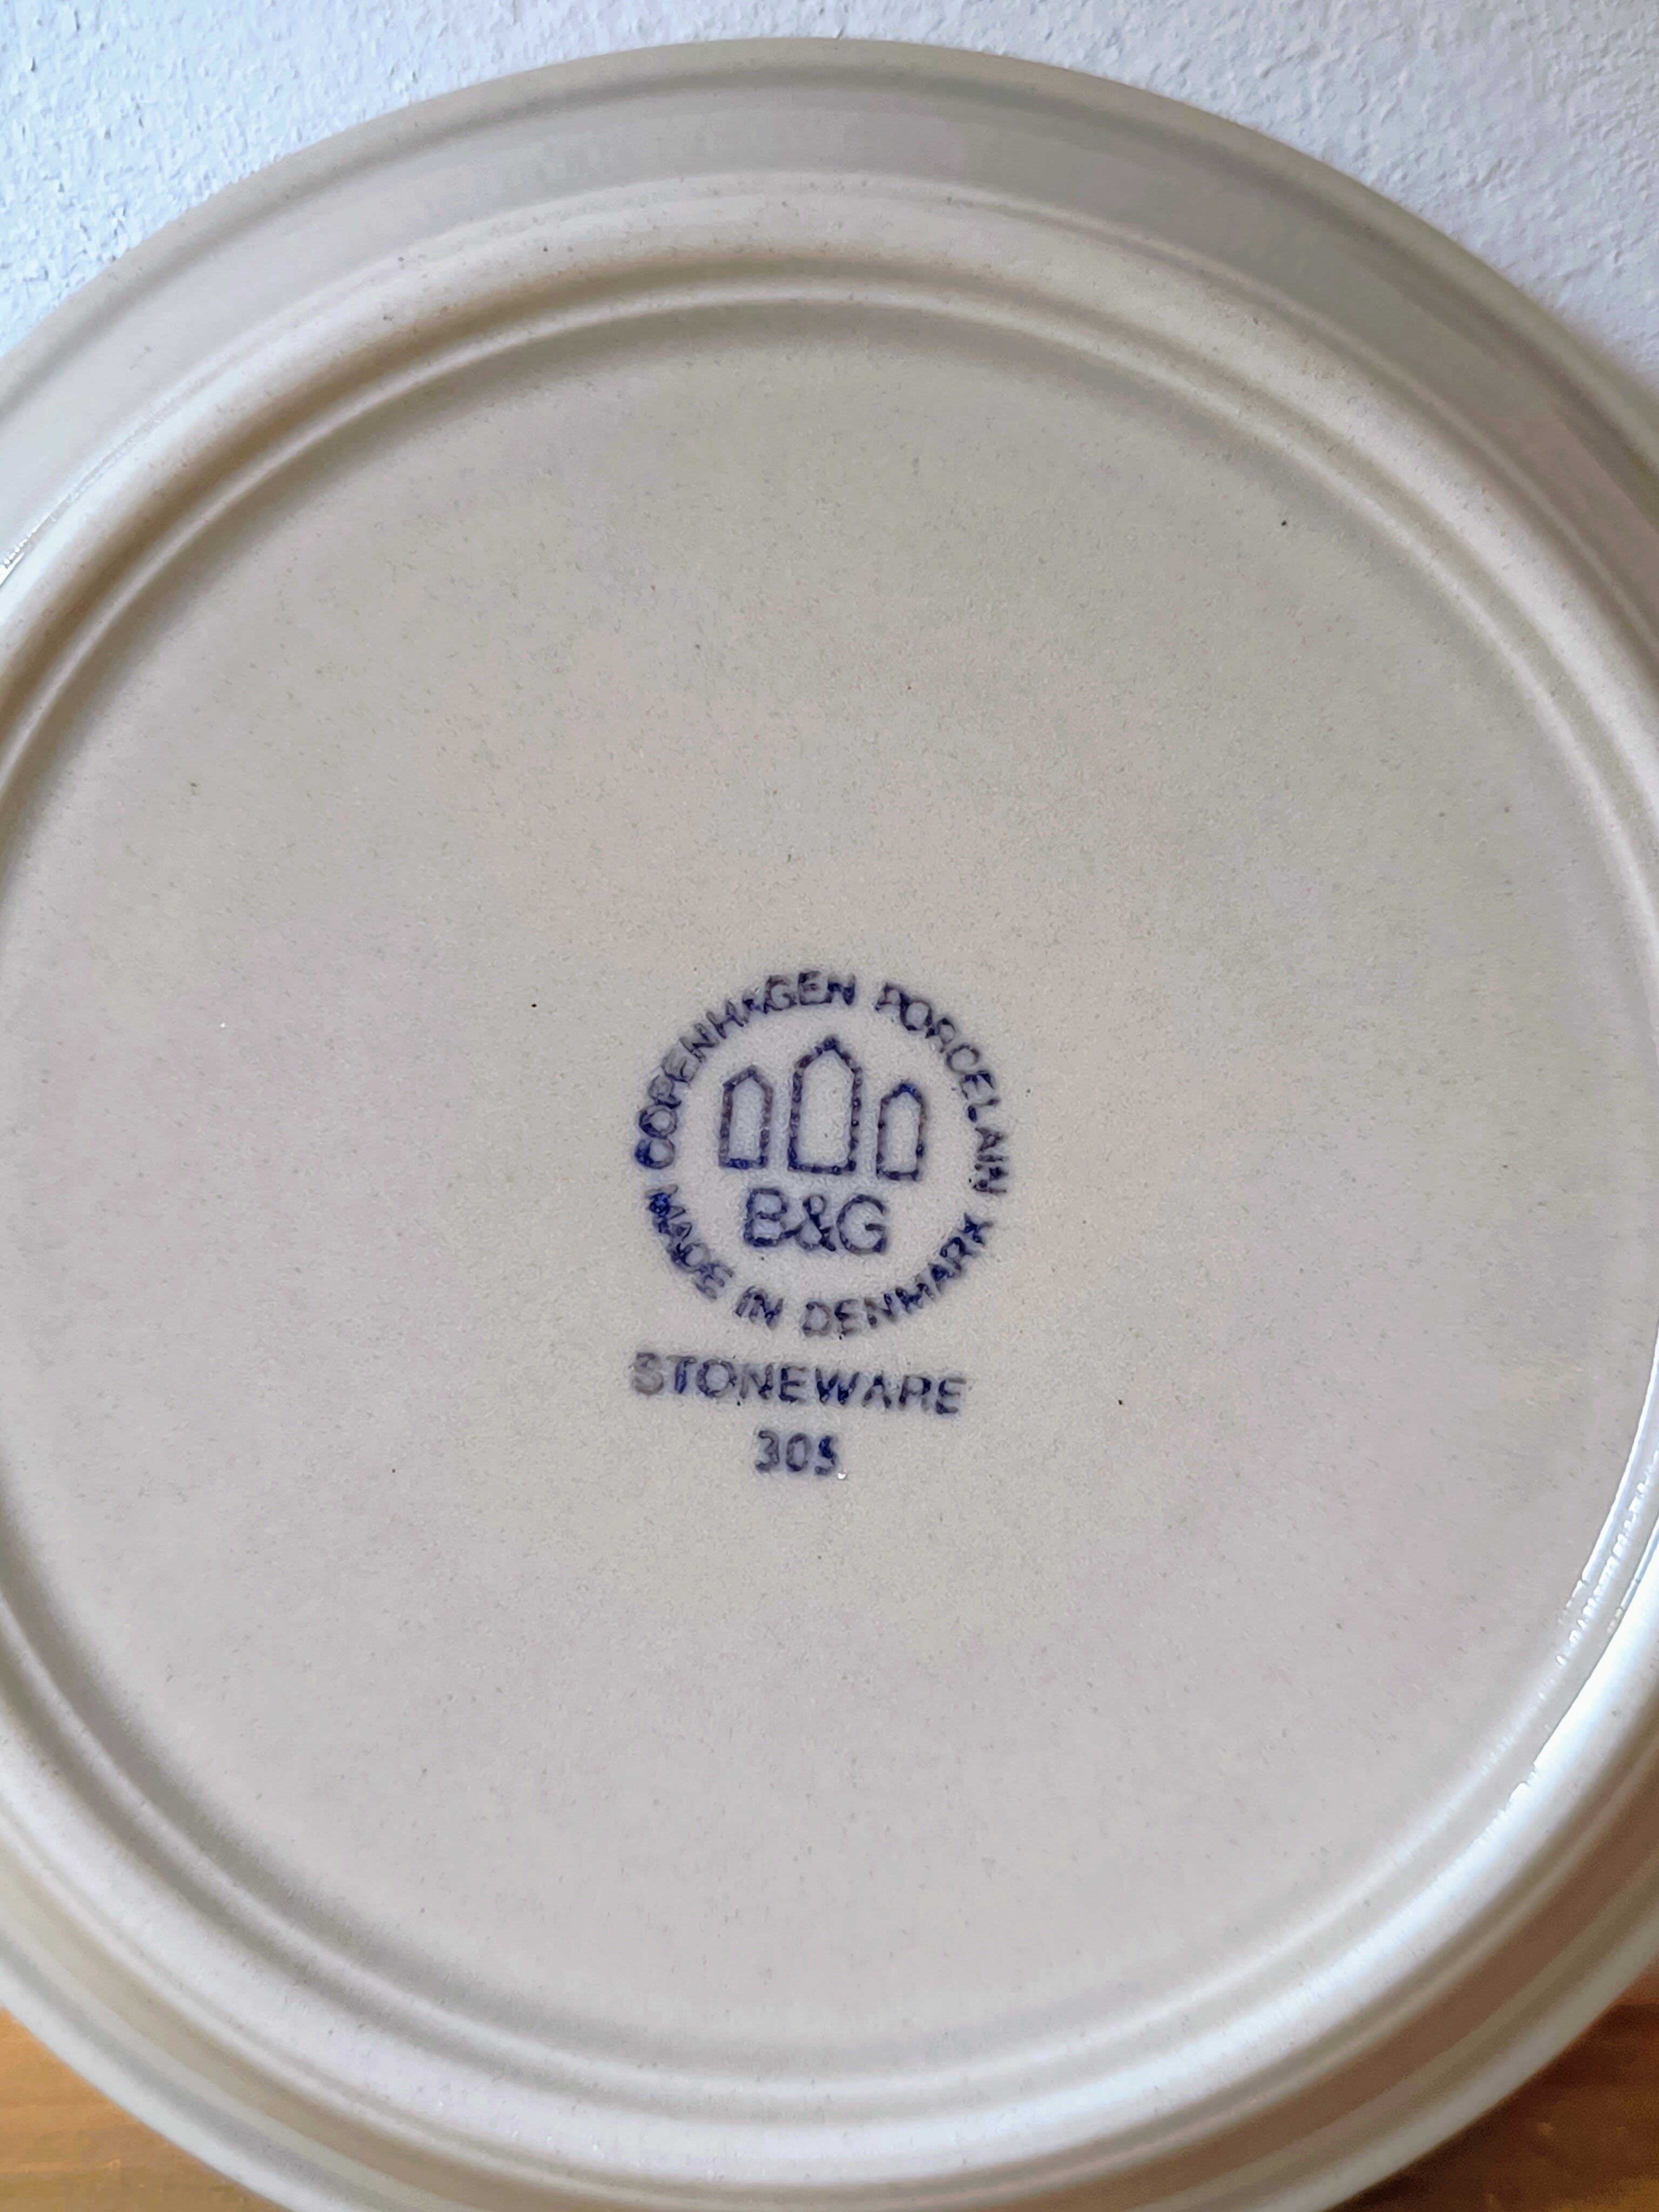 COPENHAGEN PORCELAIN
B&G
MADE IN DENMARK
STONEWARE
305